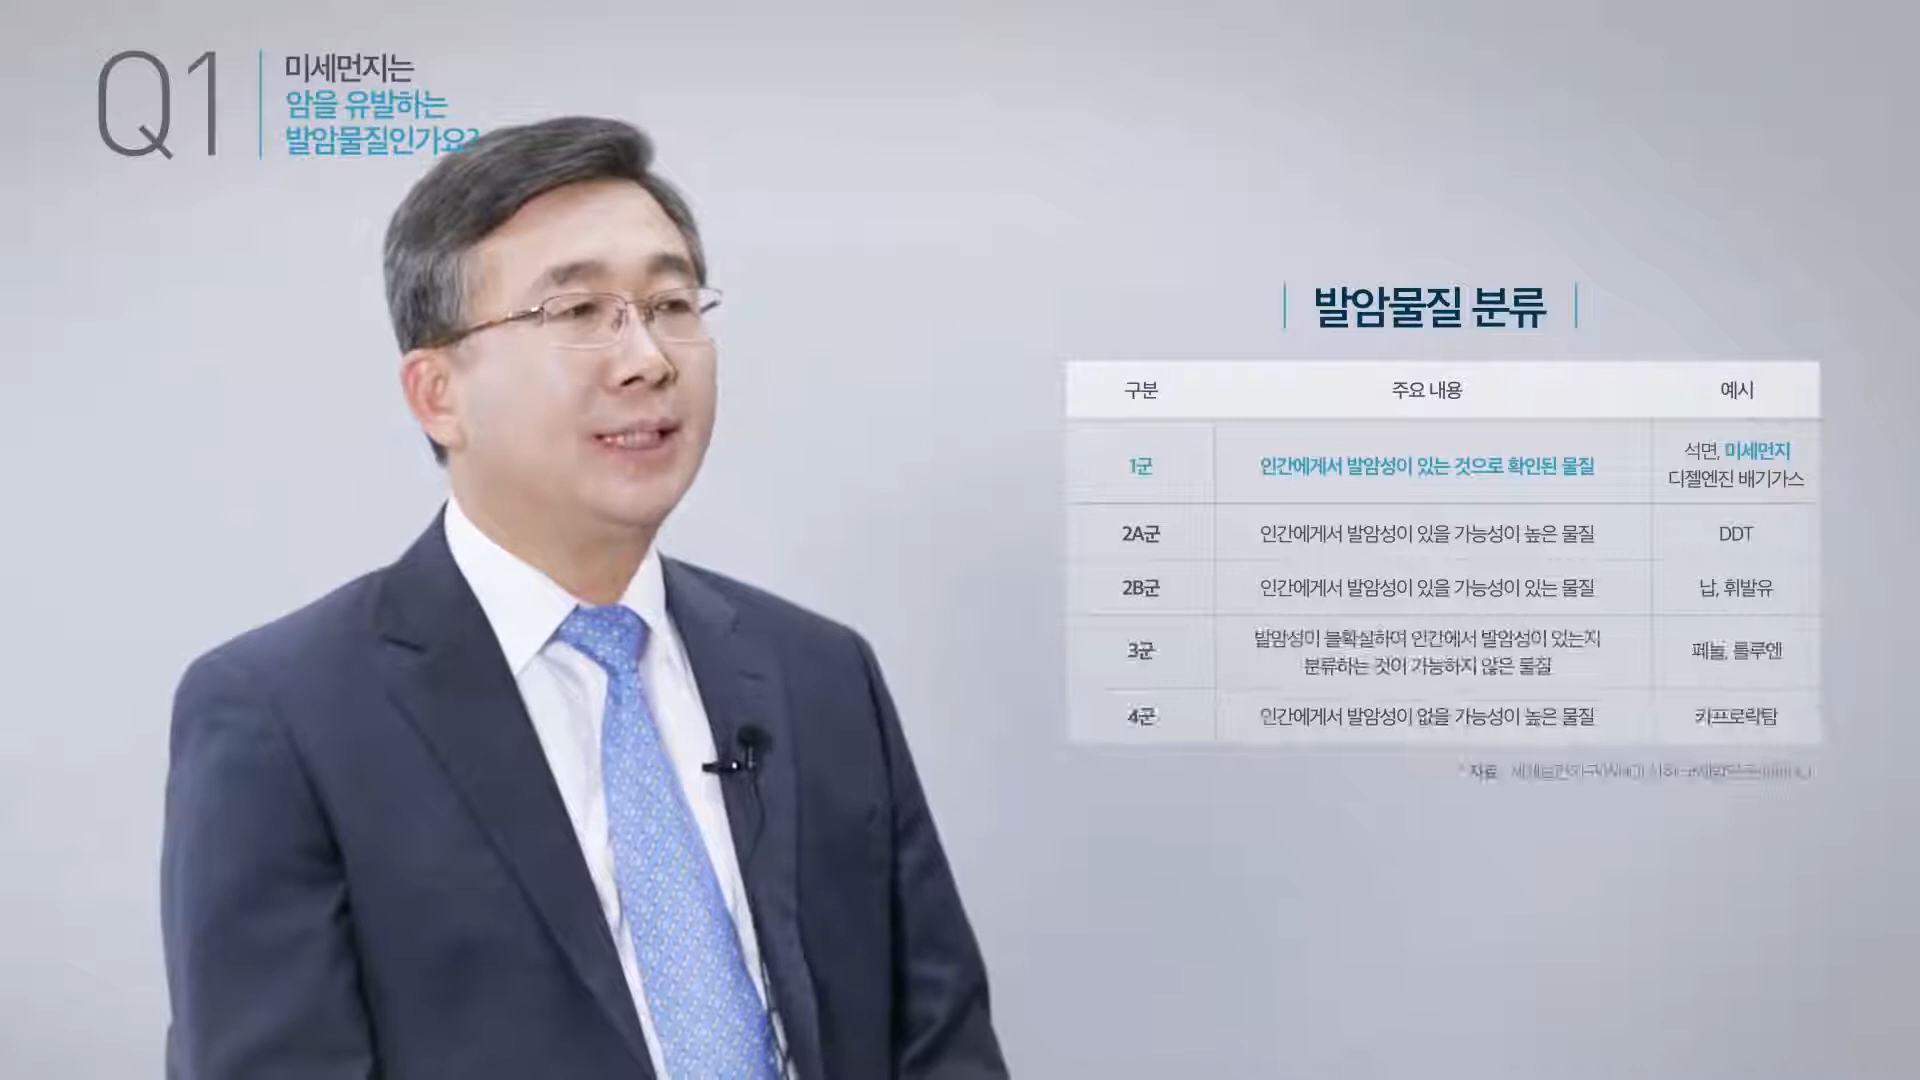 Q1
미세먼지는
암을 유발하는
발암물질인가요?
발암물질 분류
구분 주요 내용 예시
1군 인간에게서 발암성이 있는 것으로 확인된 물질 석면, 미세먼지
디젤엔진 배기가스
2A군 인간에게서 발암성이 있을 가능성이 높은 물질 DDT
2B군 인간에게서 발암성이 있을 가능성이 있는 물질 납, 휘발유
3군 발암성이 불확실하여 인간에서 발암성이 있는지
분류하는 것이 가능하지 않은 물질 페놀, 톨루엔
4군 인간에게서 발암성이 없을 가능성이 높은 물질 카프로락탐
* 자료